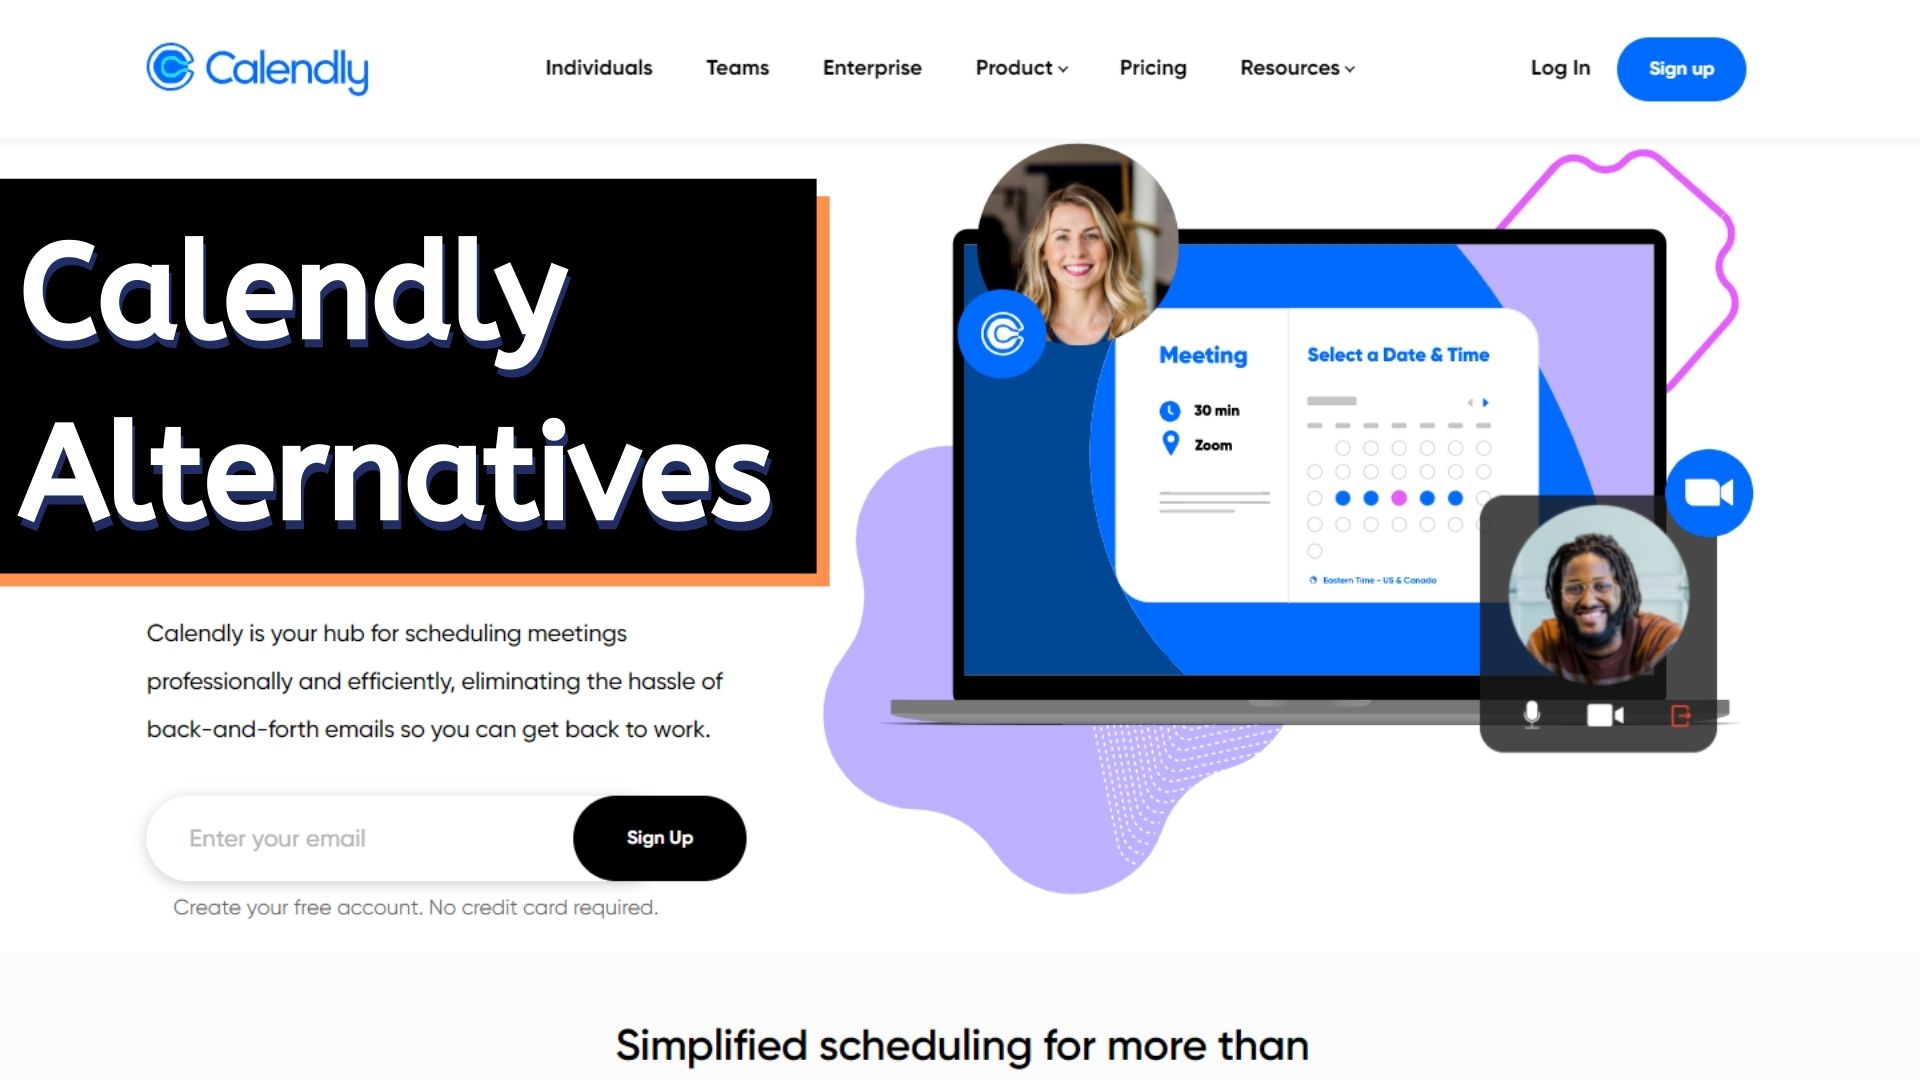 Calendly
Individuals
Teams
Enterprise
Product
Pricing
Resources
Log In
Sign up
Calendly
Alternatives
Meeting
30 min
Zoom
Select a Date & Time
Eastern Time - US & Canada
Calendly is your hub for scheduling meetings
professionally and efficiently, eliminating the hassle of
back-and-forth emails so you can get back to work.
Enter your email
Sign Up
Create your free account. No credit card required.
Simplified scheduling for more than